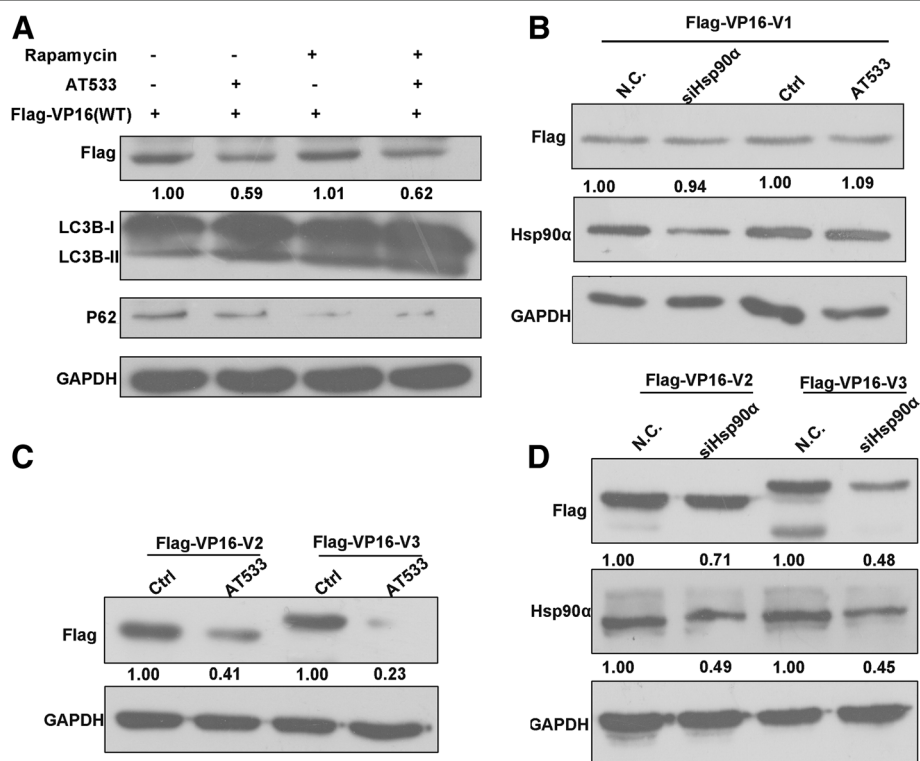 A
Rapamycin - - + +
AT533 - + - +
Flag-VP16(WT) + + + +
Flag
1.00 0.59 1.01 0.62
LC3B-I
LC3B-II
P62
GAPDH
B
Flag-VP16-V1
N.C. siHsp90α Ctrl AT533
Flag
1.00 0.94 1.00 1.09
Hsp90α
GAPDH
C
Flag-VP16-V2 Flag-VP16-V3
Ctrl AT533 Ctrl AT533
Flag
1.00 0.41 1.00 0.23
GAPDH
D
Flag-VP16-V2 Flag-VP16-V3
N.C. siHsp90α N.C. siHsp90α
Flag
1.00 0.71 1.00 0.48
Hsp90α
1.00 0.49 1.00 0.45
GAPDH